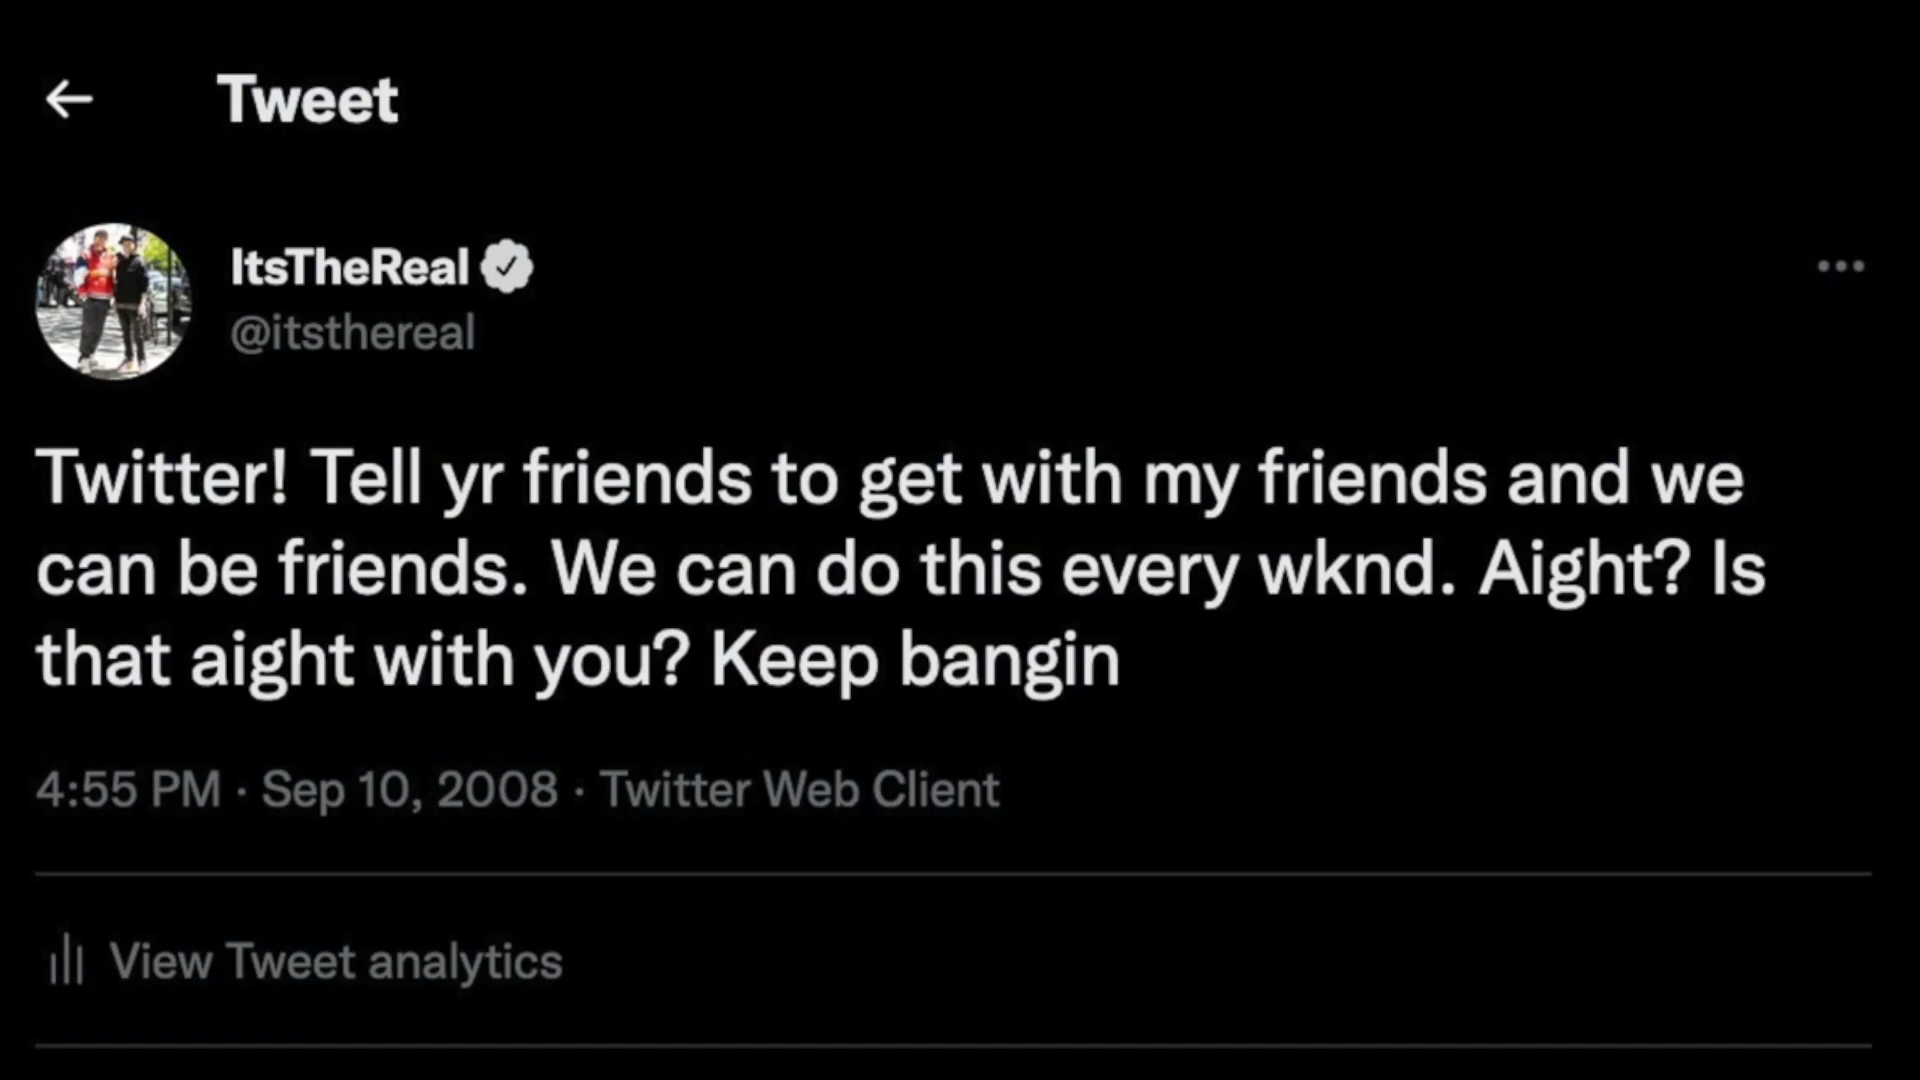 Tweet
ItsTheReal
@itsthereal
Twitter! Tell yr friends to get with my friends and we
can be friends. We can do this every wknd. Aight? Is
that aight with you? Keep bangin
4:55 PM · Sep 10, 2008 · Twitter Web Client
View Tweet analytics